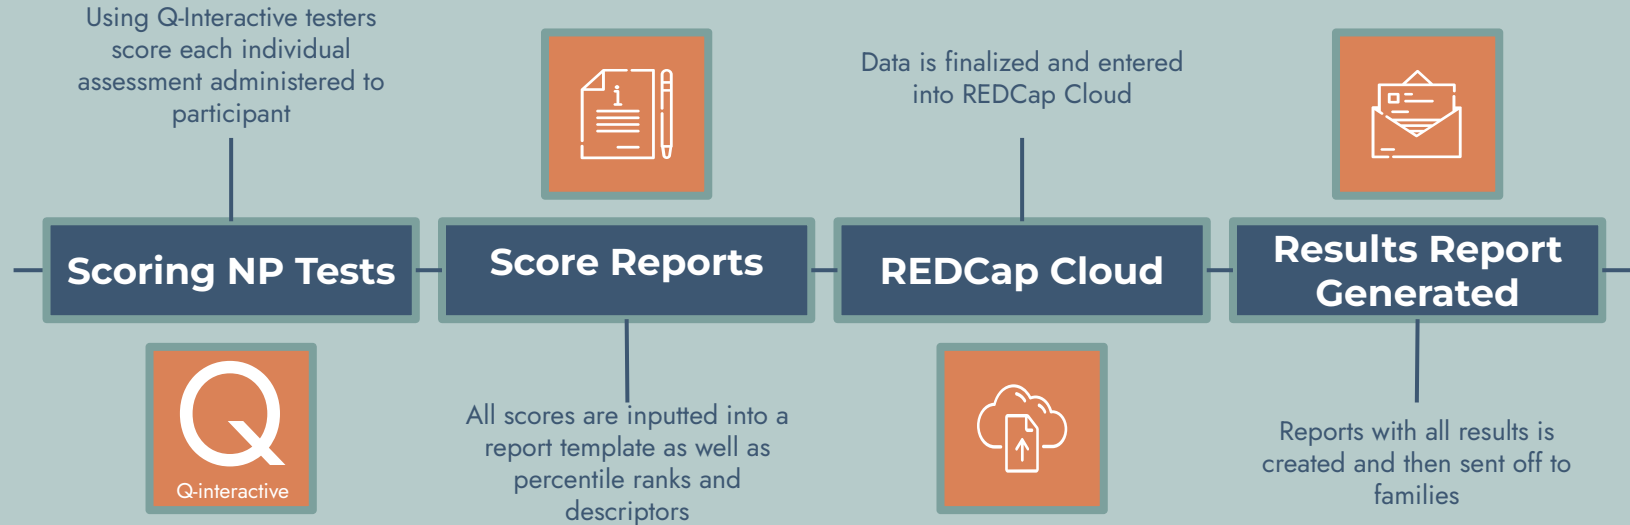 Using Q-Interactive testers
score each individual
assessment administered to
participant
Scoring NP Tests
Q
Q-interactive
i
Score Reports
All scores are inputted into a
report template as well as
percentile ranks and
descriptors
Data is finalized and entered
into REDCap Cloud
REDCap Cloud
Results Report
Generated
Reports with all results is
created and then sent off to
families